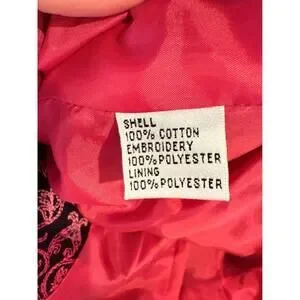 SHELL
100% COTTON
EMBROIDERY
100% POLYESTER
LINING
100% POLYESTER